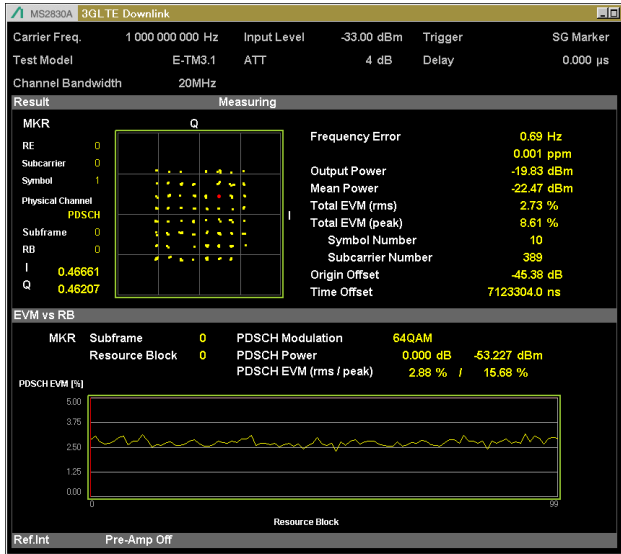 MS2830A 3GLTE Downlink
Carrier Freq. 1 000 000 000 Hz Input Level -33.00 dBm Trigger SG Marker
Test Model E-TM3.1 ATT 4 dB Delay 0.000 µs
Channel Bandwidth 20MHz
Result Measuring
MKR Q
RE 0
Subcarrier 0
Symbol 1
Physical Channel
PDSCH
Subframe 0
RB 0
I 0.46661
Q 0.46207
I
Frequency Error 0.69 Hz
0.001 ppm
Output Power -19.83 dBm
Mean Power -22.47 dBm
Total EVM (rms) 2.73 %
Total EVM (peak) 8.61 %
Symbol Number 10
Subcarrier Number 389
Origin Offset -45.38 dB
Time Offset 7123304.0 ns
EVM vs RB
MKR Subframe 0 PDSCH Modulation 64QAM
Resource Block 0 PDSCH Power 0.000 dB -53.227 dBm
PDSCH EVM (rms / peak) 2.88 % / 15.68 %
PDSCH EVM [%]
5.00
3.75
2.50
1.25
0.00
0 99
Resource Block
Ref.Int Pre-Amp Off